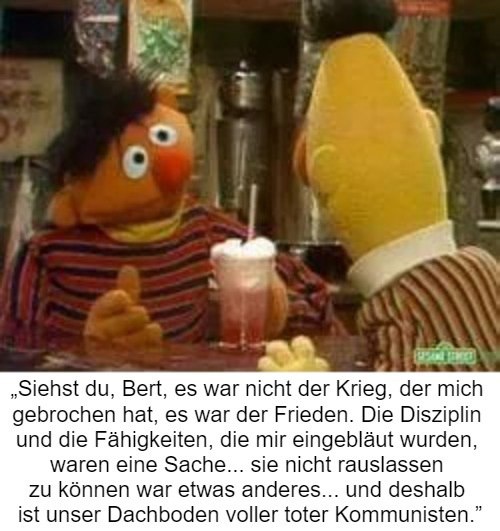 SESAME STREET
„Siehst du, Bert, es war nicht der Krieg, der mich
gebrochen hat, es war der Frieden. Die Disziplin
und die Fähigkeiten, die mir eingebläut wurden,
waren eine Sache... sie nicht rauslassen
zu können war etwas anderes... und deshalb
ist unser Dachboden voller toter Kommunisten.”